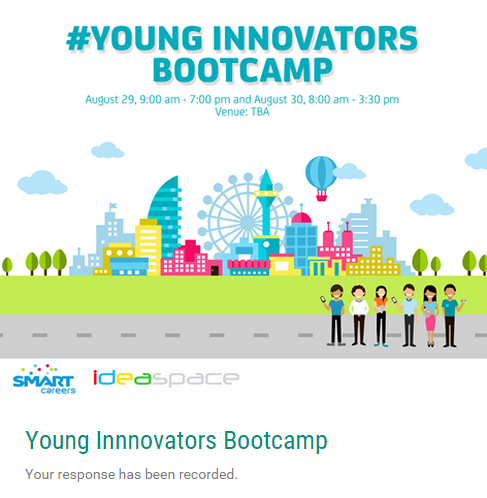 #YOUNG INNOVATORS
BOOTCAMP
August 29, 9:00 am - 7:00 pm and August 30, 8:00 am - 3:30 pm
Venue: TBA
SMART
careers
ideaspace
Young Innnovators Bootcamp
Your response has been recorded.